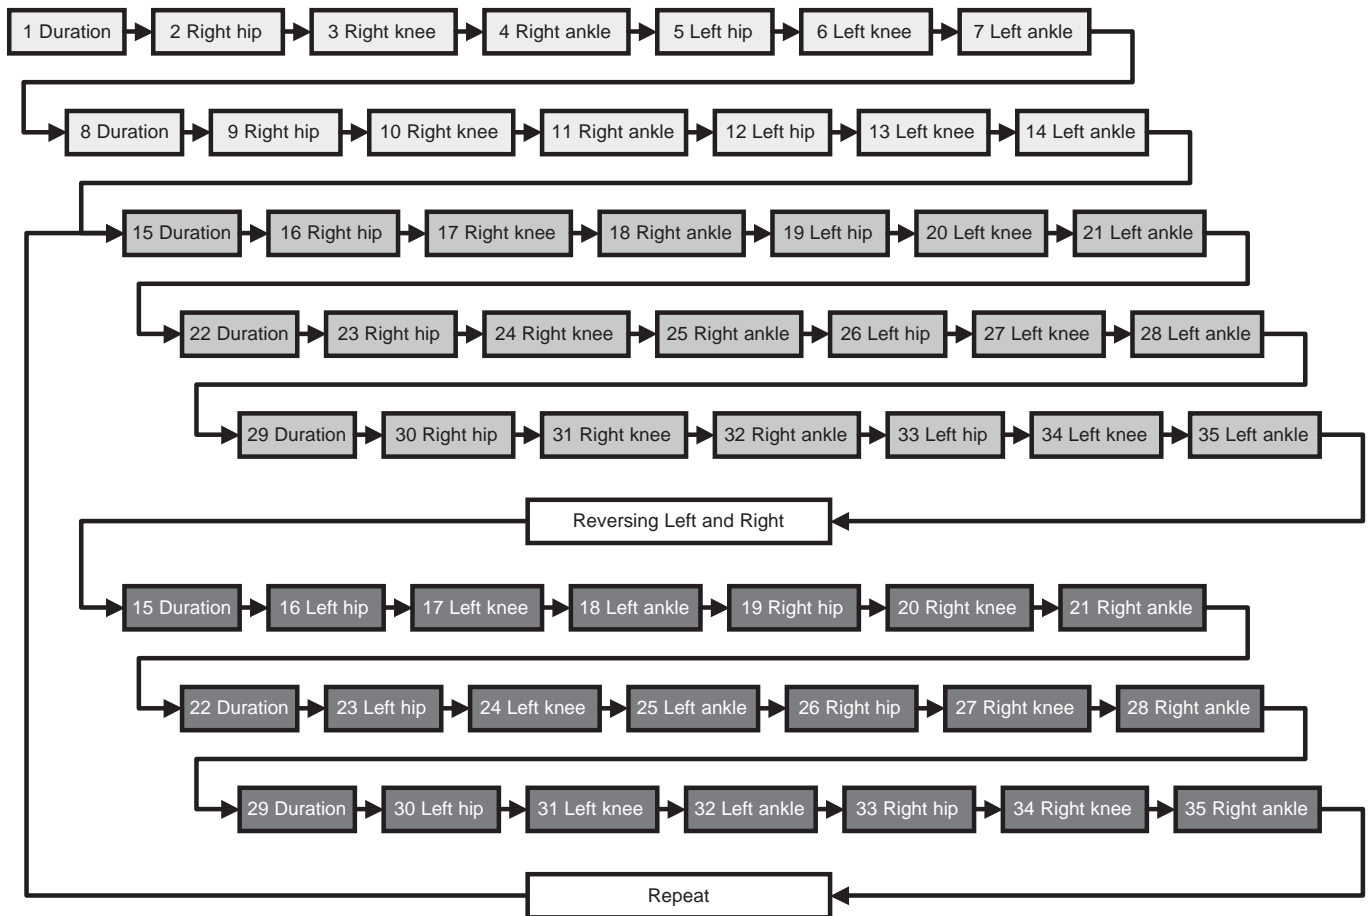 1 Duration 2 Right hip 3 Right knee 4 Right ankle 5 Left hip 6 Left knee 7 Left ankle
8 Duration 9 Right hip 10 Right knee 11 Right ankle 12 Left hip 13 Left knee 14 Left ankle
15 Duration 16 Right hip 17 Right knee 18 Right ankle 19 Left hip 20 Left knee 21 Left ankle
22 Duration 23 Right hip 24 Right knee 25 Right ankle 26 Left hip 27 Left knee 28 Left ankle
29 Duration 30 Right hip 31 Right knee 32 Right ankle 33 Left hip 34 Left knee 35 Left ankle
Reversing Left and Right
15 Duration 16 Left hip 17 Left knee 18 Left ankle 19 Right hip 20 Right knee 21 Right ankle
22 Duration 23 Left hip 24 Left knee 25 Left ankle 26 Right hip 27 Right knee 28 Right ankle
29 Duration 30 Left hip 31 Left knee 32 Left ankle 33 Right hip 34 Right knee 35 Right ankle
Repeat